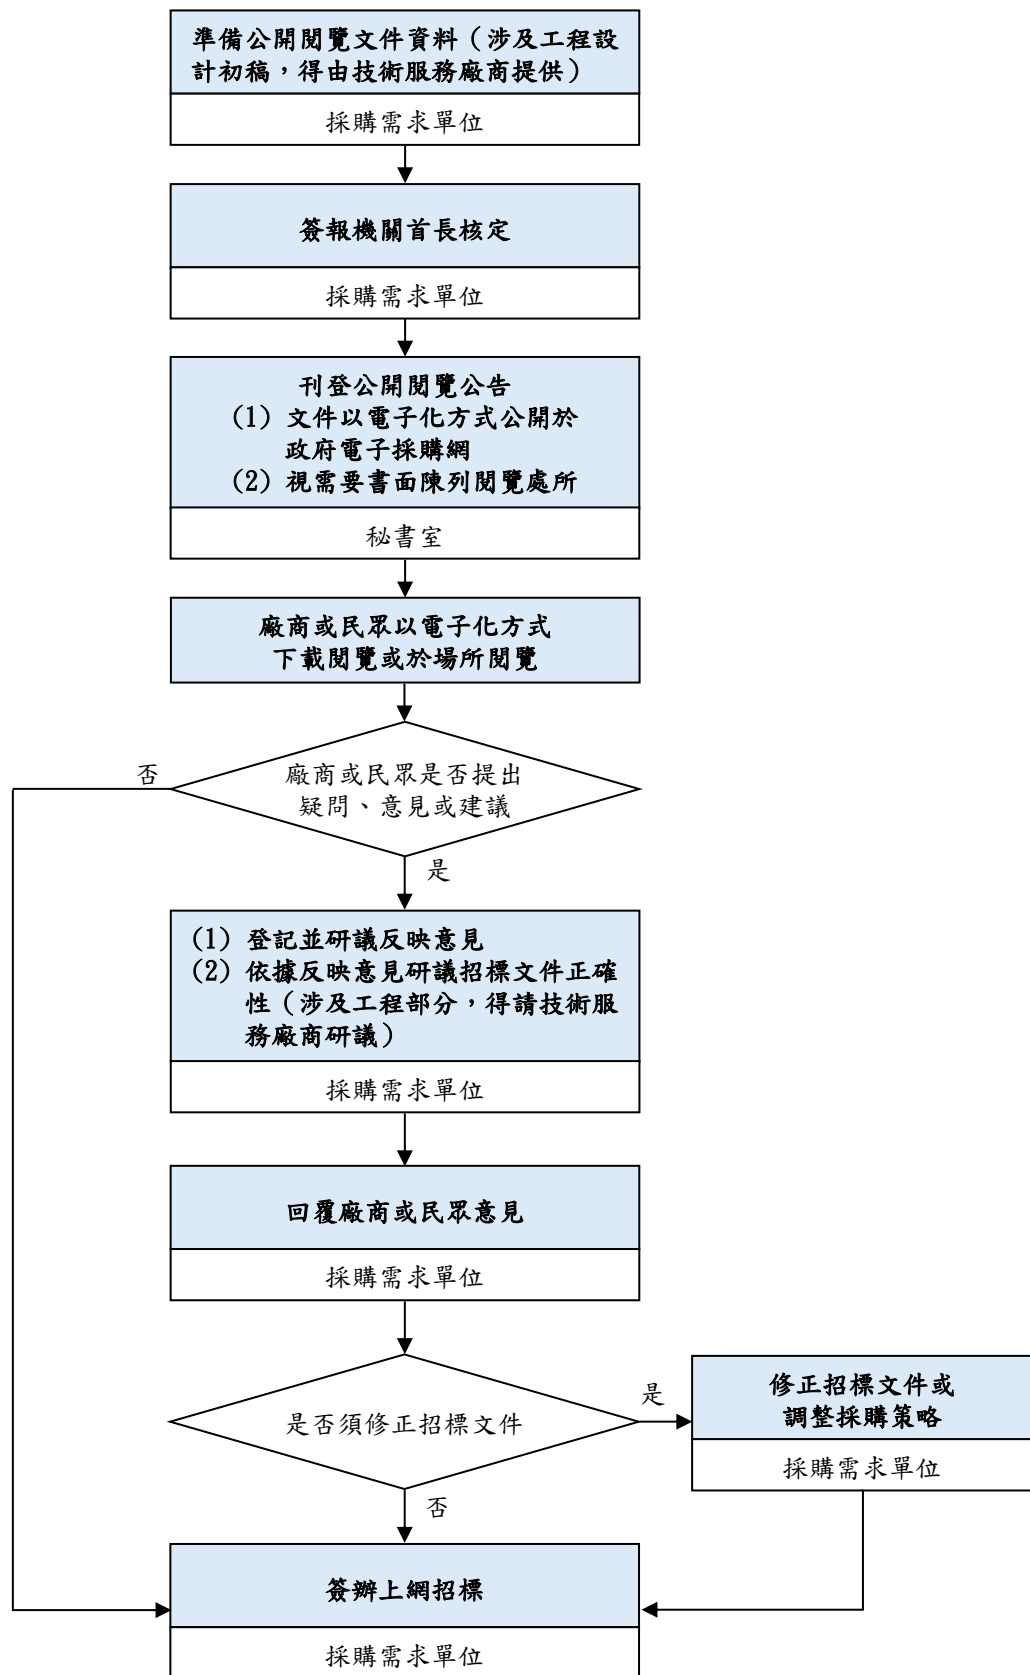 準備公開閱覽文件資料（涉及工程設
計初稿，得由技術服務廠商提供）
採購需求單位
簽報機關首長核定
採購需求單位
刊登公開閱覽公告
(1) 文件以電子化方式公開於
政府電子採購網
(2) 視需要書面陳列閱覽處所
秘書室
廠商或民眾以電子化方式
下載閱覽或於場所閱覽
廠商或民眾是否提出
疑問、意見或建議
否
是
(1) 登記並研議反映意見
(2) 依據反映意見研議招標文件正確
性（涉及工程部分，得請技術服
務廠商研議）
採購需求單位
回覆廠商或民眾意見
採購需求單位
是否須修正招標文件
是
修正招標文件或
調整採購策略
採購需求單位
否
簽辦上網招標
採購需求單位